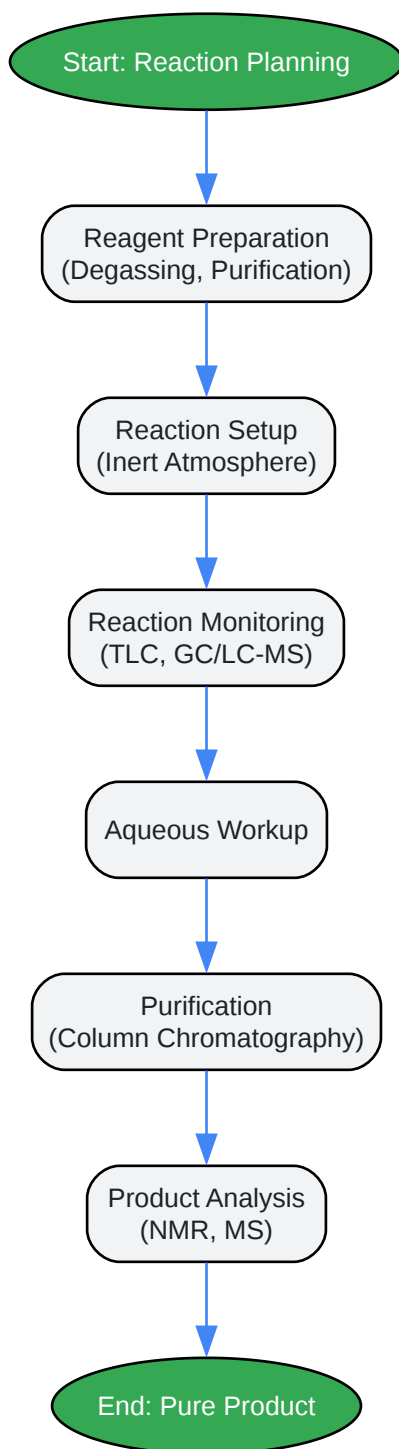 Start: Reaction Planning
Reagent Preparation
(Degassing, Purification)
Reaction Setup
(Inert Atmosphere)
Reaction Monitoring
(TLC, GC/LC-MS)
Aqueous Workup
Purification
(Column Chromatography)
Product Analysis
(NMR, MS)
End: Pure Product